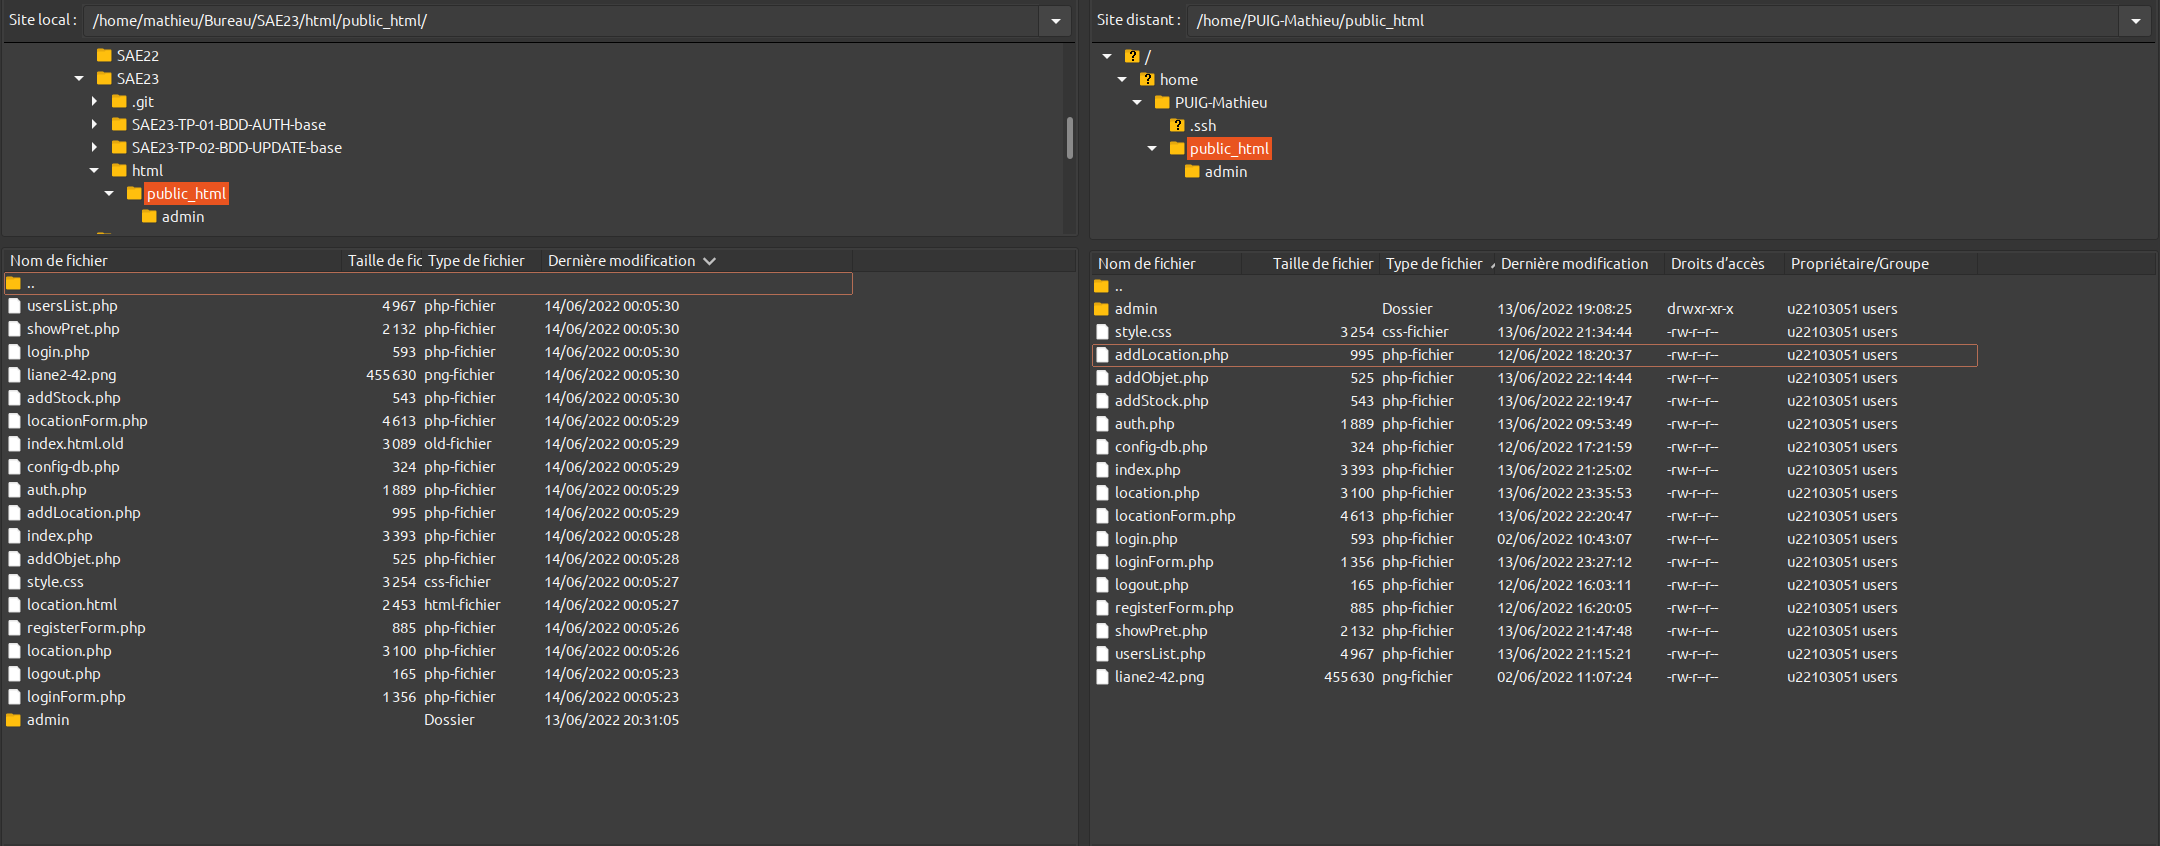 Site local : /home/mathieu/Bureau/SAE23/html/public_html/
SAE22
SAE23
.git
SAE23-TP-01-BDD-AUTH-base
SAE23-TP-02-BDD-UPDATE-base
html
public_html
admin
Nom de fichier Taille de fic Type de fichier Dernière modification
..
usersList.php 4 967 php-fichier 14/06/2022 00:05:30
showPret.php 2 132 php-fichier 14/06/2022 00:05:30
login.php 593 php-fichier 14/06/2022 00:05:30
liane2-42.png 455 630 png-fichier 14/06/2022 00:05:30
addStock.php 543 php-fichier 14/06/2022 00:05:30
locationForm.php 4 613 php-fichier 14/06/2022 00:05:29
index.html.old 3 089 old-fichier 14/06/2022 00:05:29
config-db.php 324 php-fichier 14/06/2022 00:05:29
auth.php 1 889 php-fichier 14/06/2022 00:05:29
addLocation.php 995 php-fichier 14/06/2022 00:05:29
index.php 3 393 php-fichier 14/06/2022 00:05:28
addObjet.php 525 php-fichier 14/06/2022 00:05:28
style.css 3 254 css-fichier 14/06/2022 00:05:27
location.html 2 453 html-fichier 14/06/2022 00:05:27
registerForm.php 885 php-fichier 14/06/2022 00:05:26
location.php 3 100 php-fichier 14/06/2022 00:05:26
logout.php 165 php-fichier 14/06/2022 00:05:23
loginForm.php 1 356 php-fichier 14/06/2022 00:05:23
admin Dossier 13/06/2022 20:31:05
Site distant : /home/PUIG-Mathieu/public_html
/
home
PUIG-Mathieu
.ssh
public_html
admin
Nom de fichier Taille de fichier Type de fichier Dernière modification Droits d'accès Propriétaire/Groupe
..
admin Dossier 13/06/2022 19:08:25 drwxr-xr-x u22103051 users
style.css 3 254 css-fichier 13/06/2022 21:34:44 -rw-r--r-- u22103051 users
addLocation.php 995 php-fichier 12/06/2022 18:20:37 -rw-r--r-- u22103051 users
addObjet.php 525 php-fichier 13/06/2022 22:14:44 -rw-r--r-- u22103051 users
addStock.php 543 php-fichier 13/06/2022 22:19:47 -rw-r--r-- u22103051 users
auth.php 1 889 php-fichier 13/06/2022 09:53:49 -rw-r--r-- u22103051 users
config-db.php 324 php-fichier 12/06/2022 17:21:59 -rw-r--r-- u22103051 users
index.php 3 393 php-fichier 13/06/2022 21:25:02 -rw-r--r-- u22103051 users
location.php 3 100 php-fichier 13/06/2022 23:35:53 -rw-r--r-- u22103051 users
locationForm.php 4 613 php-fichier 13/06/2022 22:20:47 -rw-r--r-- u22103051 users
login.php 593 php-fichier 02/06/2022 10:43:07 -rw-r--r-- u22103051 users
loginForm.php 1 356 php-fichier 13/06/2022 23:27:12 -rw-r--r-- u22103051 users
logout.php 165 php-fichier 12/06/2022 16:03:11 -rw-r--r-- u22103051 users
registerForm.php 885 php-fichier 12/06/2022 16:20:05 -rw-r--r-- u22103051 users
showPret.php 2 132 php-fichier 13/06/2022 21:47:48 -rw-r--r-- u22103051 users
usersList.php 4 967 php-fichier 13/06/2022 21:15:21 -rw-r--r-- u22103051 users
liane2-42.png 455 630 png-fichier 02/06/2022 11:07:24 -rw-r--r-- u22103051 users